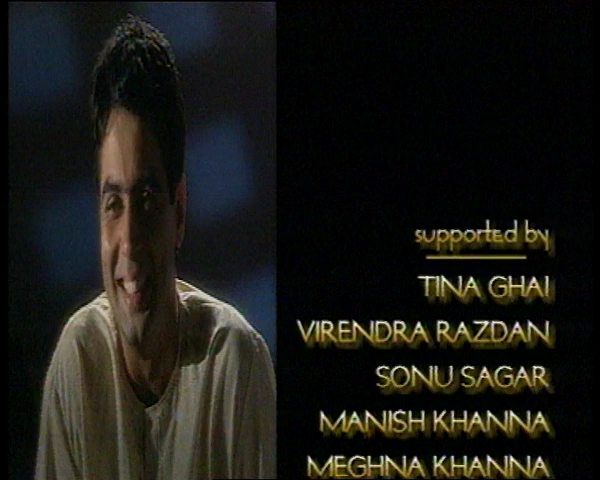 supported by
TINA GHAI
VIRENDRA RAZDAN
SONU SAGAR
MANISH KHANNA
MEGHNA KHANNA